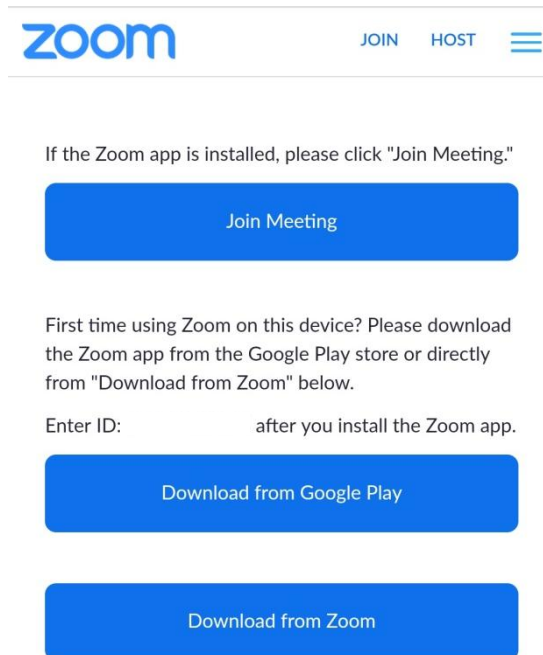 zoom JOIN HOST
If the Zoom app is installed, please click "Join Meeting."
Join Meeting
First time using Zoom on this device? Please download
the Zoom app from the Google Play store or directly
from "Download from Zoom" below.
Enter ID: after you install the Zoom app.
Download from Google Play
Download from Zoom